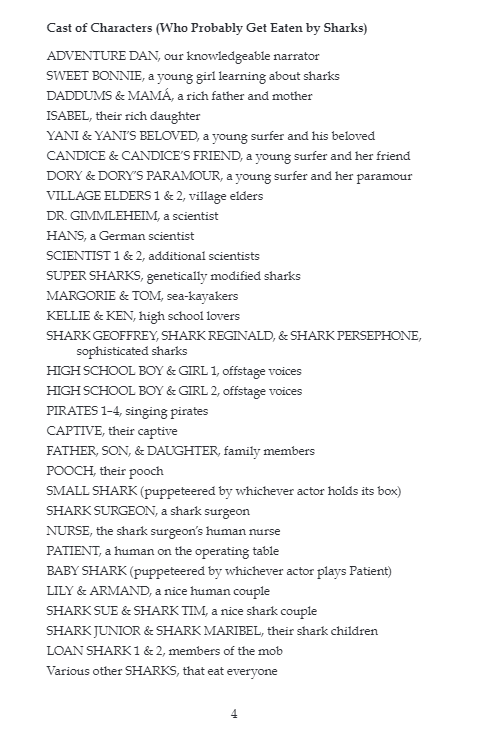 Cast of Characters (Who Probably Get Eaten by Sharks)
ADVENTURE DAN, our knowledgeable narrator
SWEET BONNIE, a young girl learning about sharks
DADDUMS & MAMÁ, a rich father and mother
ISABEL, their rich daughter
YANI & YANI'S BELOVED, a young surfer and his beloved
CANDICE & CANDICE'S FRIEND, a young surfer and her friend
DORY & DORY'S PARAMOUR, a young surfer and her paramour
VILLAGE ELDERS 1 & 2, village elders
DR. GIMMLEHEIM, a scientist
HANS, a German scientist
SCIENTIST 1 & 2, additional scientists
SUPER SHARKS, genetically modified sharks
MARGORIE & TOM, sea-kayakers
KELLIE & KEN, high school lovers
SHARK GEOFFREY, SHARK REGINALD, & SHARK PERSEPHONE,
sophisticated sharks
HIGH SCHOOL BOY & GIRL 1, offstage voices
HIGH SCHOOL BOY & GIRL 2, offstage voices
PIRATES 1–4, singing pirates
CAPTIVE, their captive
FATHER, SON, & DAUGHTER, family members
POOCH, their pooch
SMALL SHARK (puppeteered by whichever actor holds its box)
SHARK SURGEON, a shark surgeon
NURSE, the shark surgeon's human nurse
PATIENT, a human on the operating table
BABY SHARK (puppeteered by whichever actor plays Patient)
LILY & ARMAND, a nice human couple
SHARK SUE & SHARK TIM, a nice shark couple
SHARK JUNIOR & SHARK MARIBEL, their shark children
LOAN SHARK 1 & 2, members of the mob
Various other SHARKS, that eat everyone
4